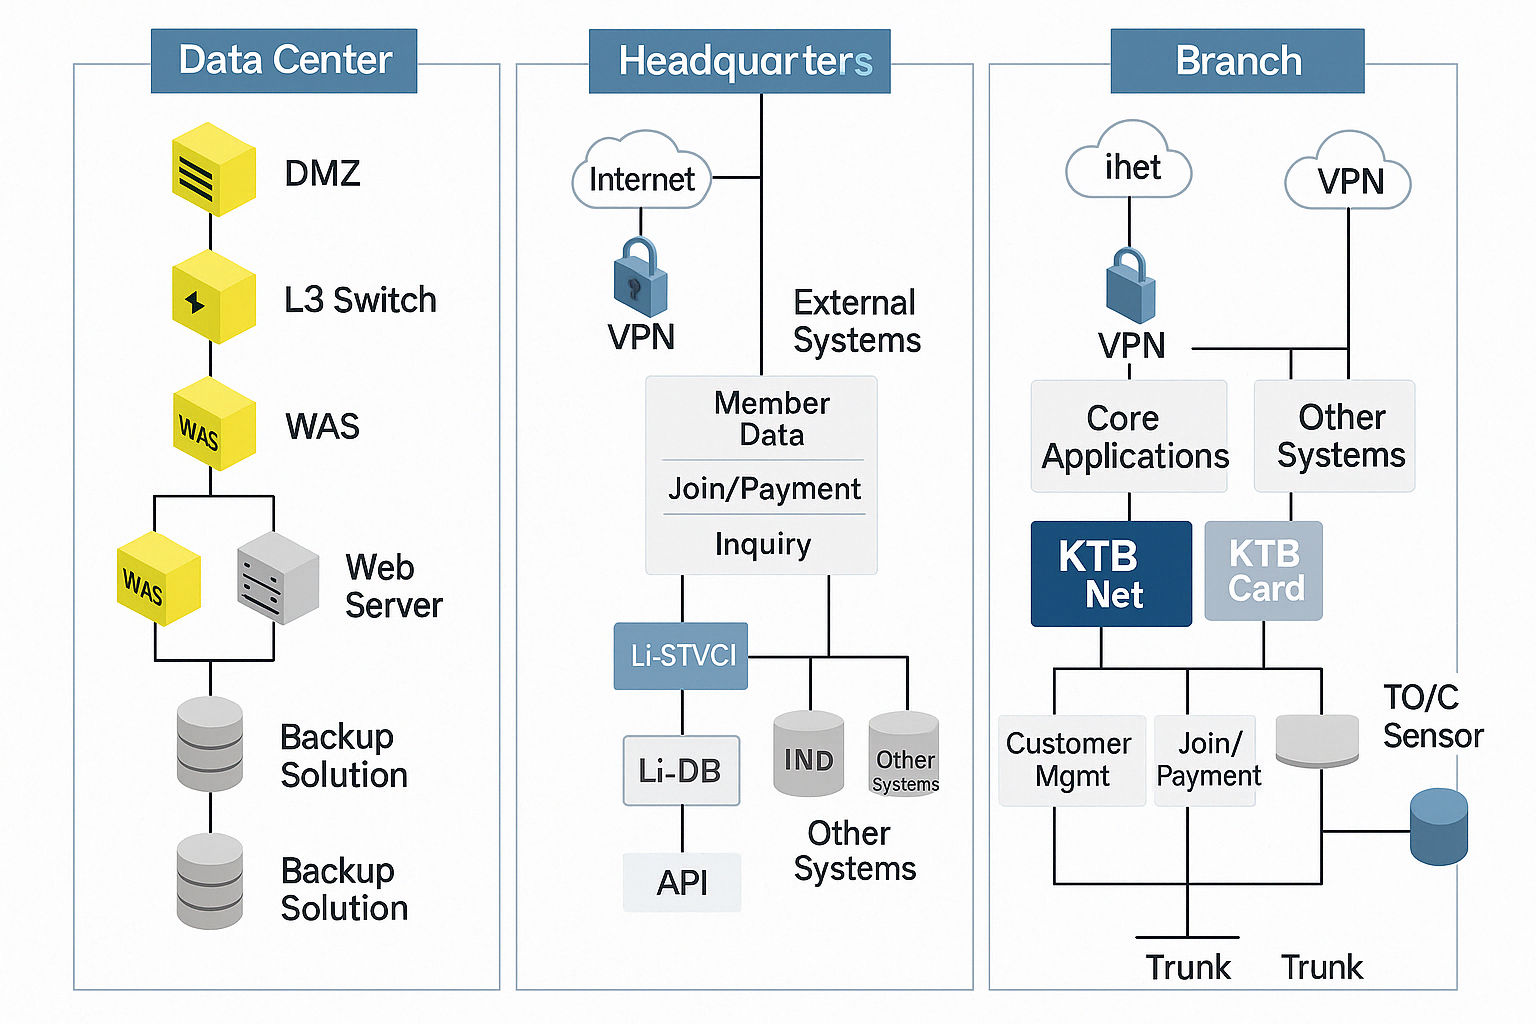 Data Center
DMZ
L3 Switch
WAS
WAS
WAS
Web
Server
Backup
Solution
Backup
Solution
Headquarters
Internet
VPN
External
Systems
Member
Data
Join/Payment
Inquiry
Li-STVCI
Li-DB
API
IND
Other
Systems
Other
Systems
Branch
ihet
VPN
VPN
Core
Applications
Other
Systems
KTB
Net
KTB
Card
Customer
Mgmt
Join/
Payment
TO/C
Sensor
Trunk
Trunk